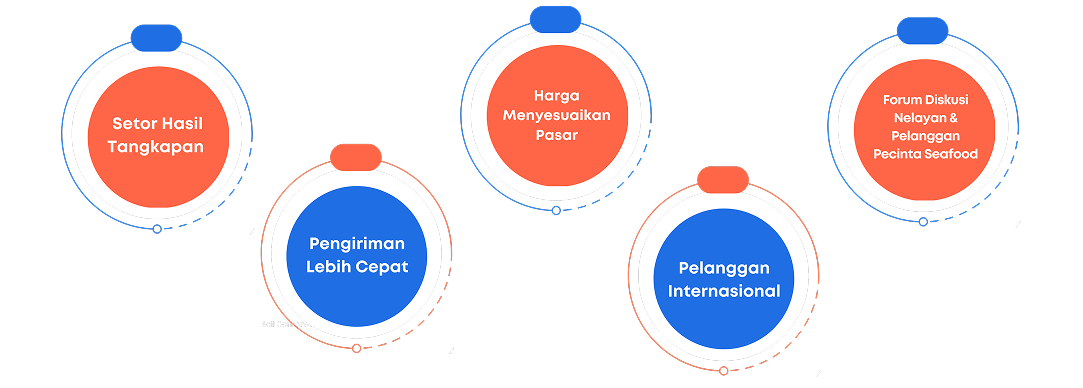 Setor Hasil
Tangkapan
Pengiriman
Lebih Cepat
Harga
Menyesuaikan
Pasar
Pelanggan
Internasional
Forum Diskusi
Nelayan &
Pelanggan
Pecinta Seafood